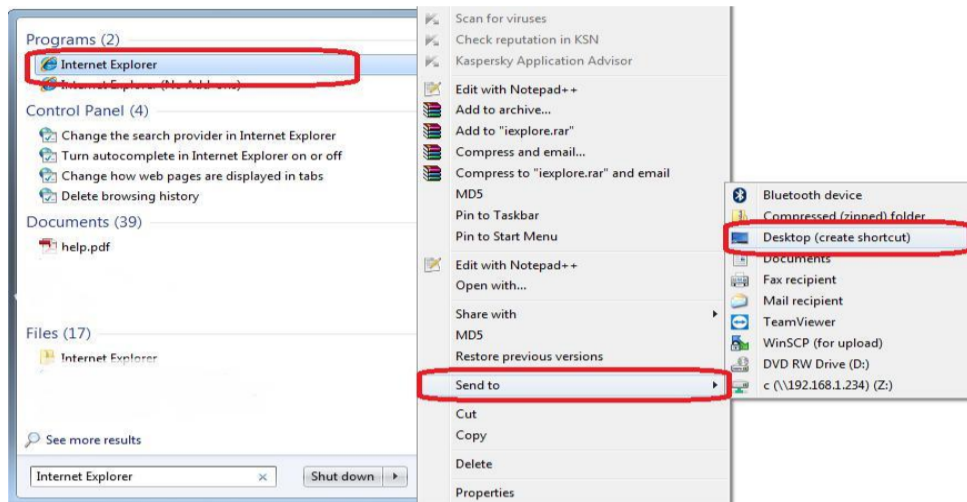 Programs (2)
Internet Explorer
Internet Explorer (No Add-ons)
Control Panel (4)
Change the search provider in Internet Explorer
Turn autocomplete in Internet Explorer on or off
Change how web pages are displayed in tabs
Delete browsing history
Documents (39)
help.pdf
Files (17)
Internet Explorer
See more results
Internet Explorer
Shut down
Scan for viruses
Check reputation in KSN
Kaspersky Application Advisor
Edit with Notepad++
Add to archive...
Add to "iexplore.rar"
Compress and email...
Compress to "iexplore.rar" and email
MD5
Pin to Taskbar
Pin to Start Menu
Edit with Notepad++
Open with...
Share with
MD5
Restore previous versions
Send to
Cut
Copy
Delete
Properties
Bluetooth device
Compressed (zipped) folder
Desktop (create shortcut)
Documents
Fax recipient
Mail recipient
TeamViewer
WinSCP (for upload)
DVD RW Drive (D:)
c (\\192.168.1.234) (Z:)